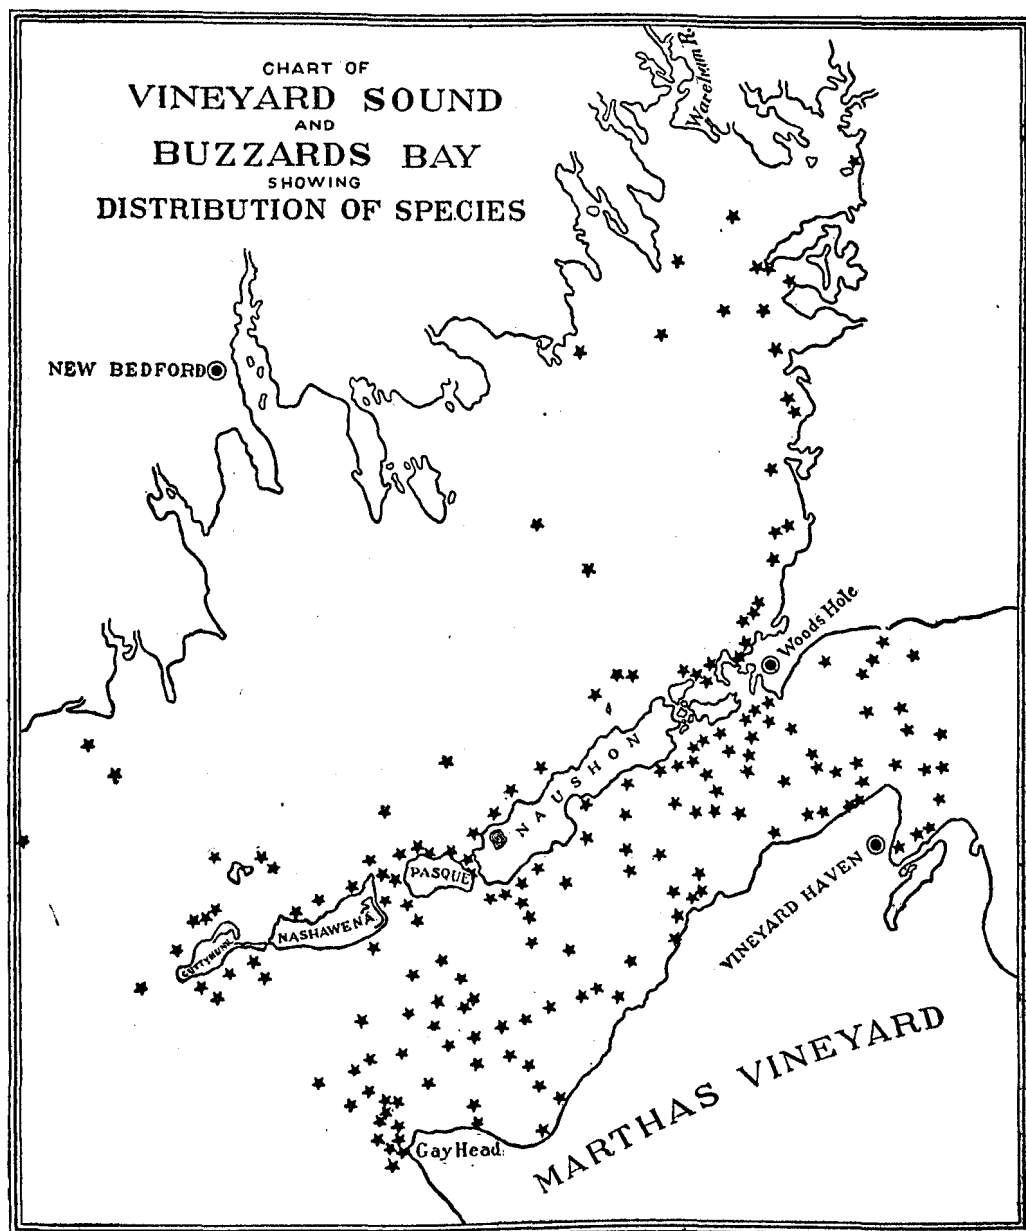 CHART OF
VINEYARD SOUND
AND
BUZZARDS BAY
SHOWING
DISTRIBUTION OF SPECIES
Wareham R.
NEW BEDFORD
Woods Hole
NAUSHON
PASQUE
NASHAWENA
CUTTYHUNK
VINEYARD HAVEN
MARTHAS VINEYARD
Gay Head